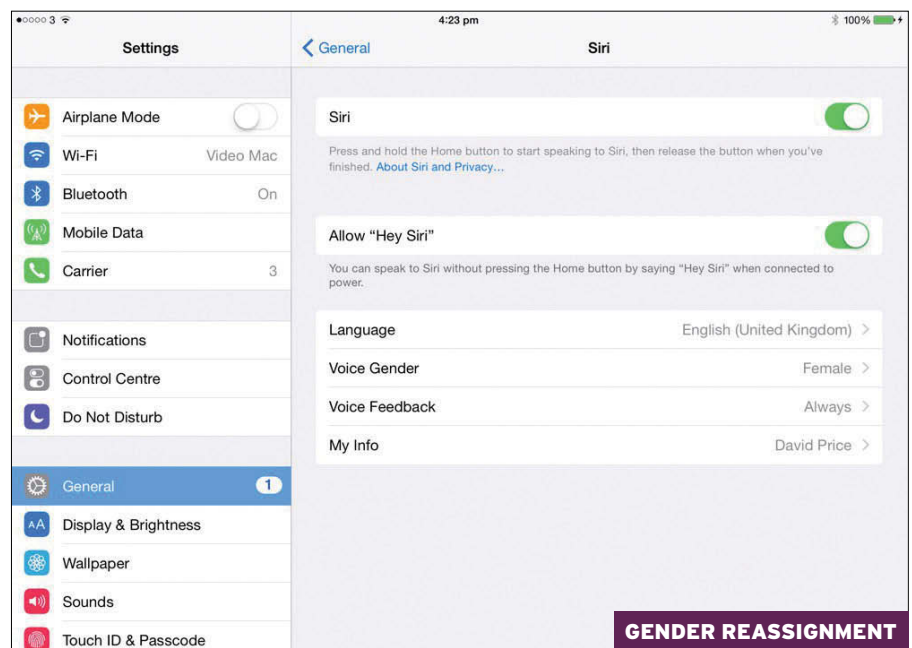 3
4:23 pm
100%
Settings
General
Siri
Airplane Mode
Wi-Fi
Video Mac
Bluetooth
On
Mobile Data
Carrier
3
Notifications
Control Centre
Do Not Disturb
General
1
Display & Brightness
Wallpaper
Sounds
Touch ID & Passcode
Siri
Press and hold the Home button to start speaking to Siri, then release the button when you've
finished. About Siri and Privacy...
Allow “Hey Siri”
You can speak to Siri without pressing the Home button by saying “Hey Siri” when connected to
power.
Language
English (United Kingdom)
Voice Gender
Female
Voice Feedback
Always
My Info
David Price
GENDER REASSIGNMENT